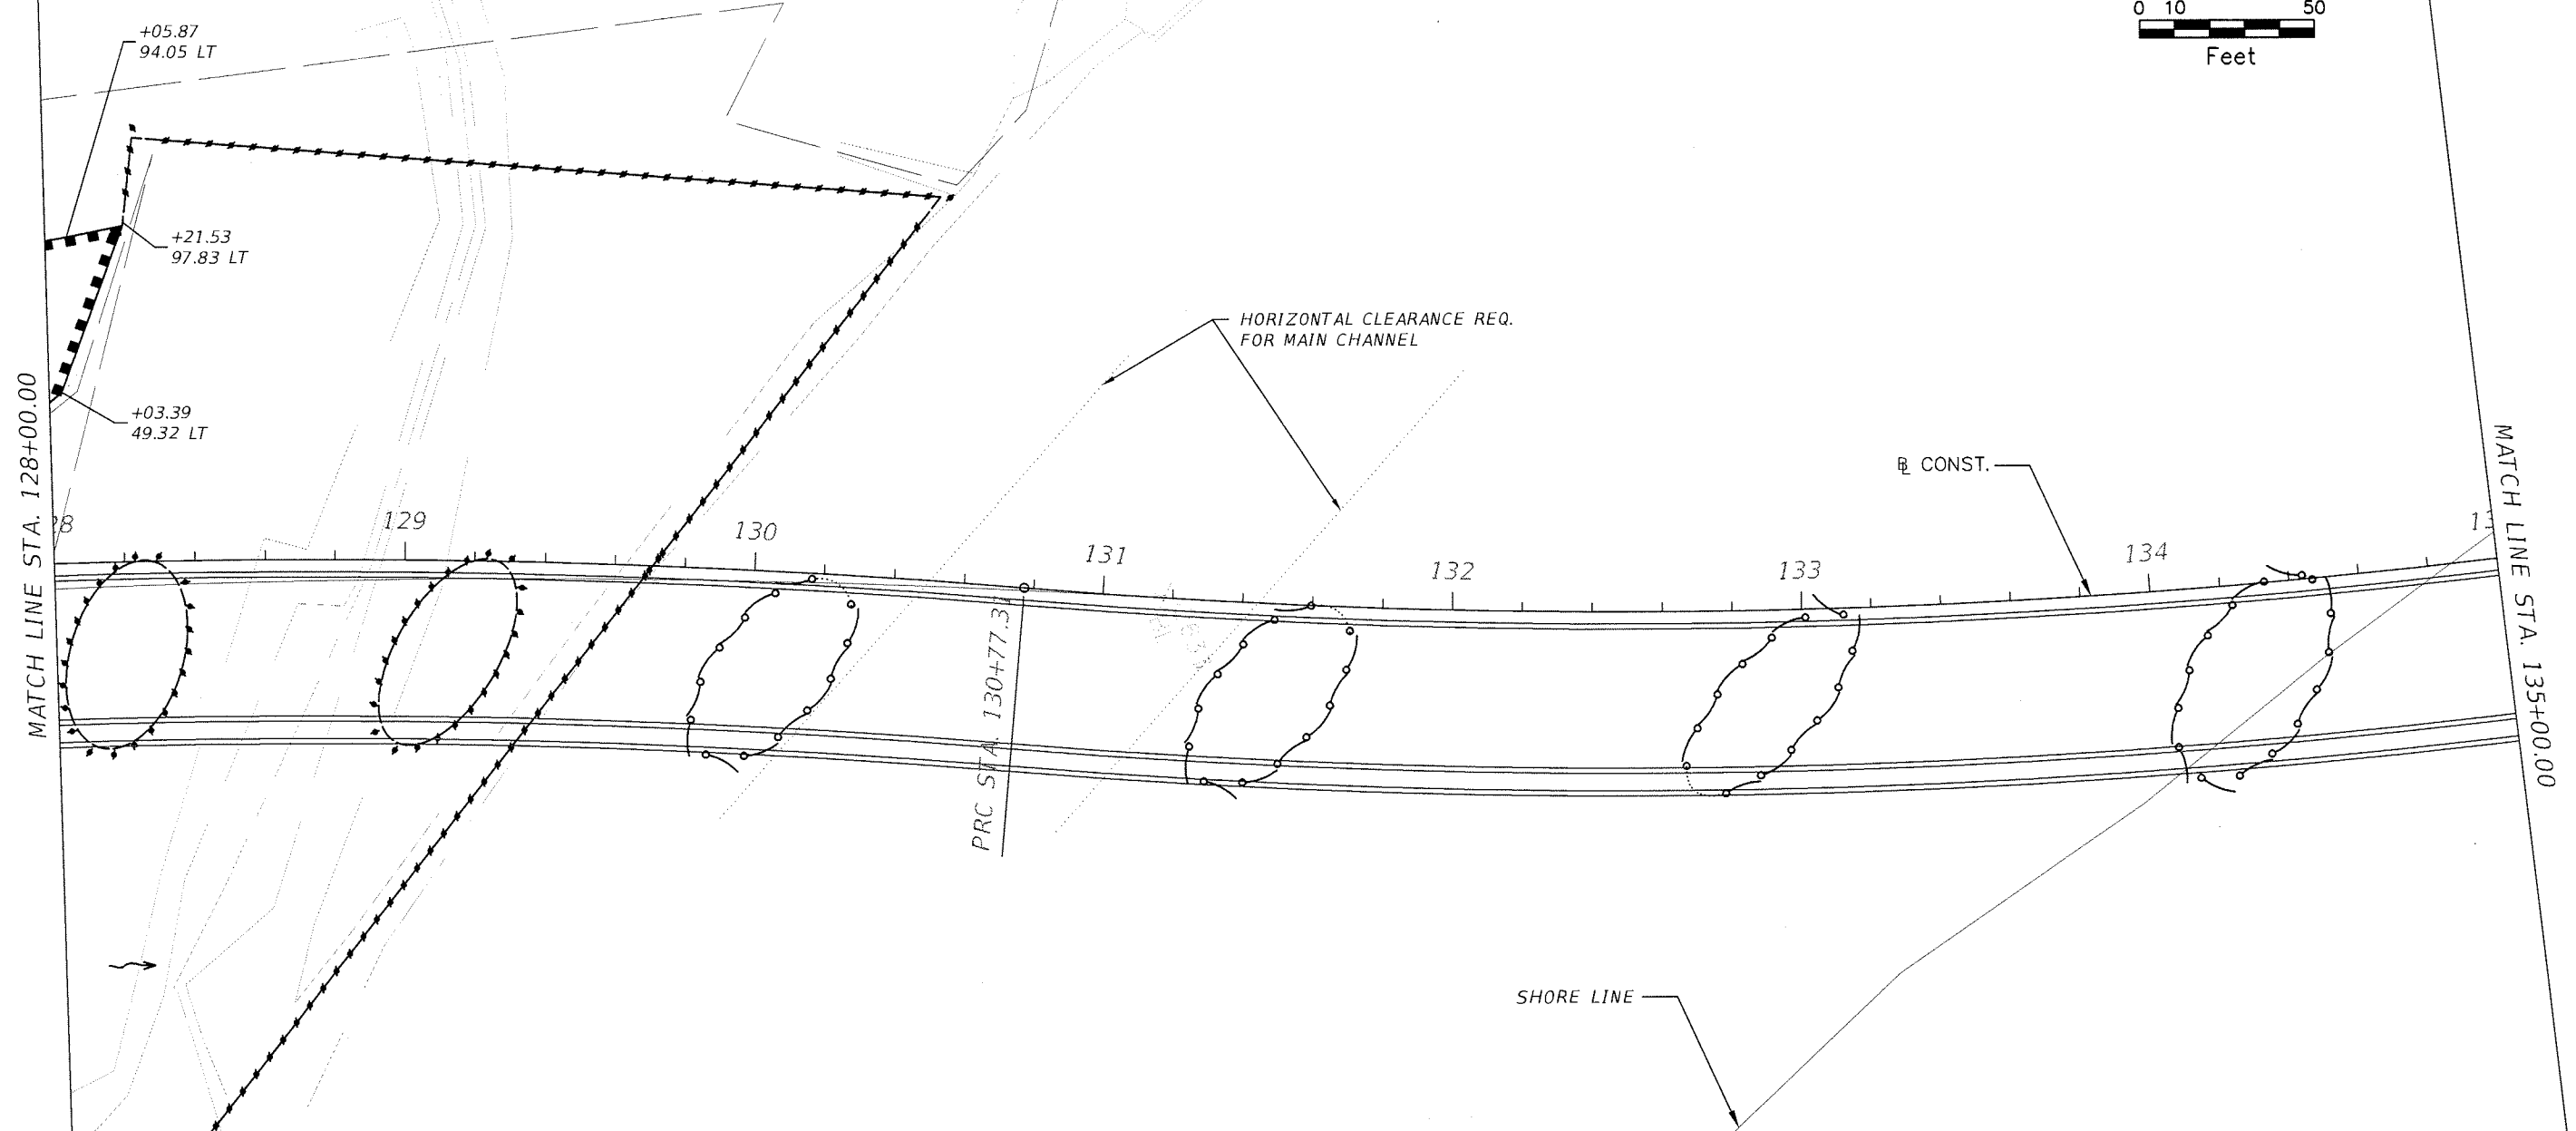 0 10 50
Feet
+05.87
94.05 LT
+21.53
97.83 LT
+03.39
49.32 LT
HORIZONTAL CLEARANCE REQ.
FOR MAIN CHANNEL
MATCH LINE STA. 128+00.00
129
130
131
132
133
134
PRC STA. 130+77.3
℄ CONST.
SHORE LINE
MATCH LINE STA. 135+00.00